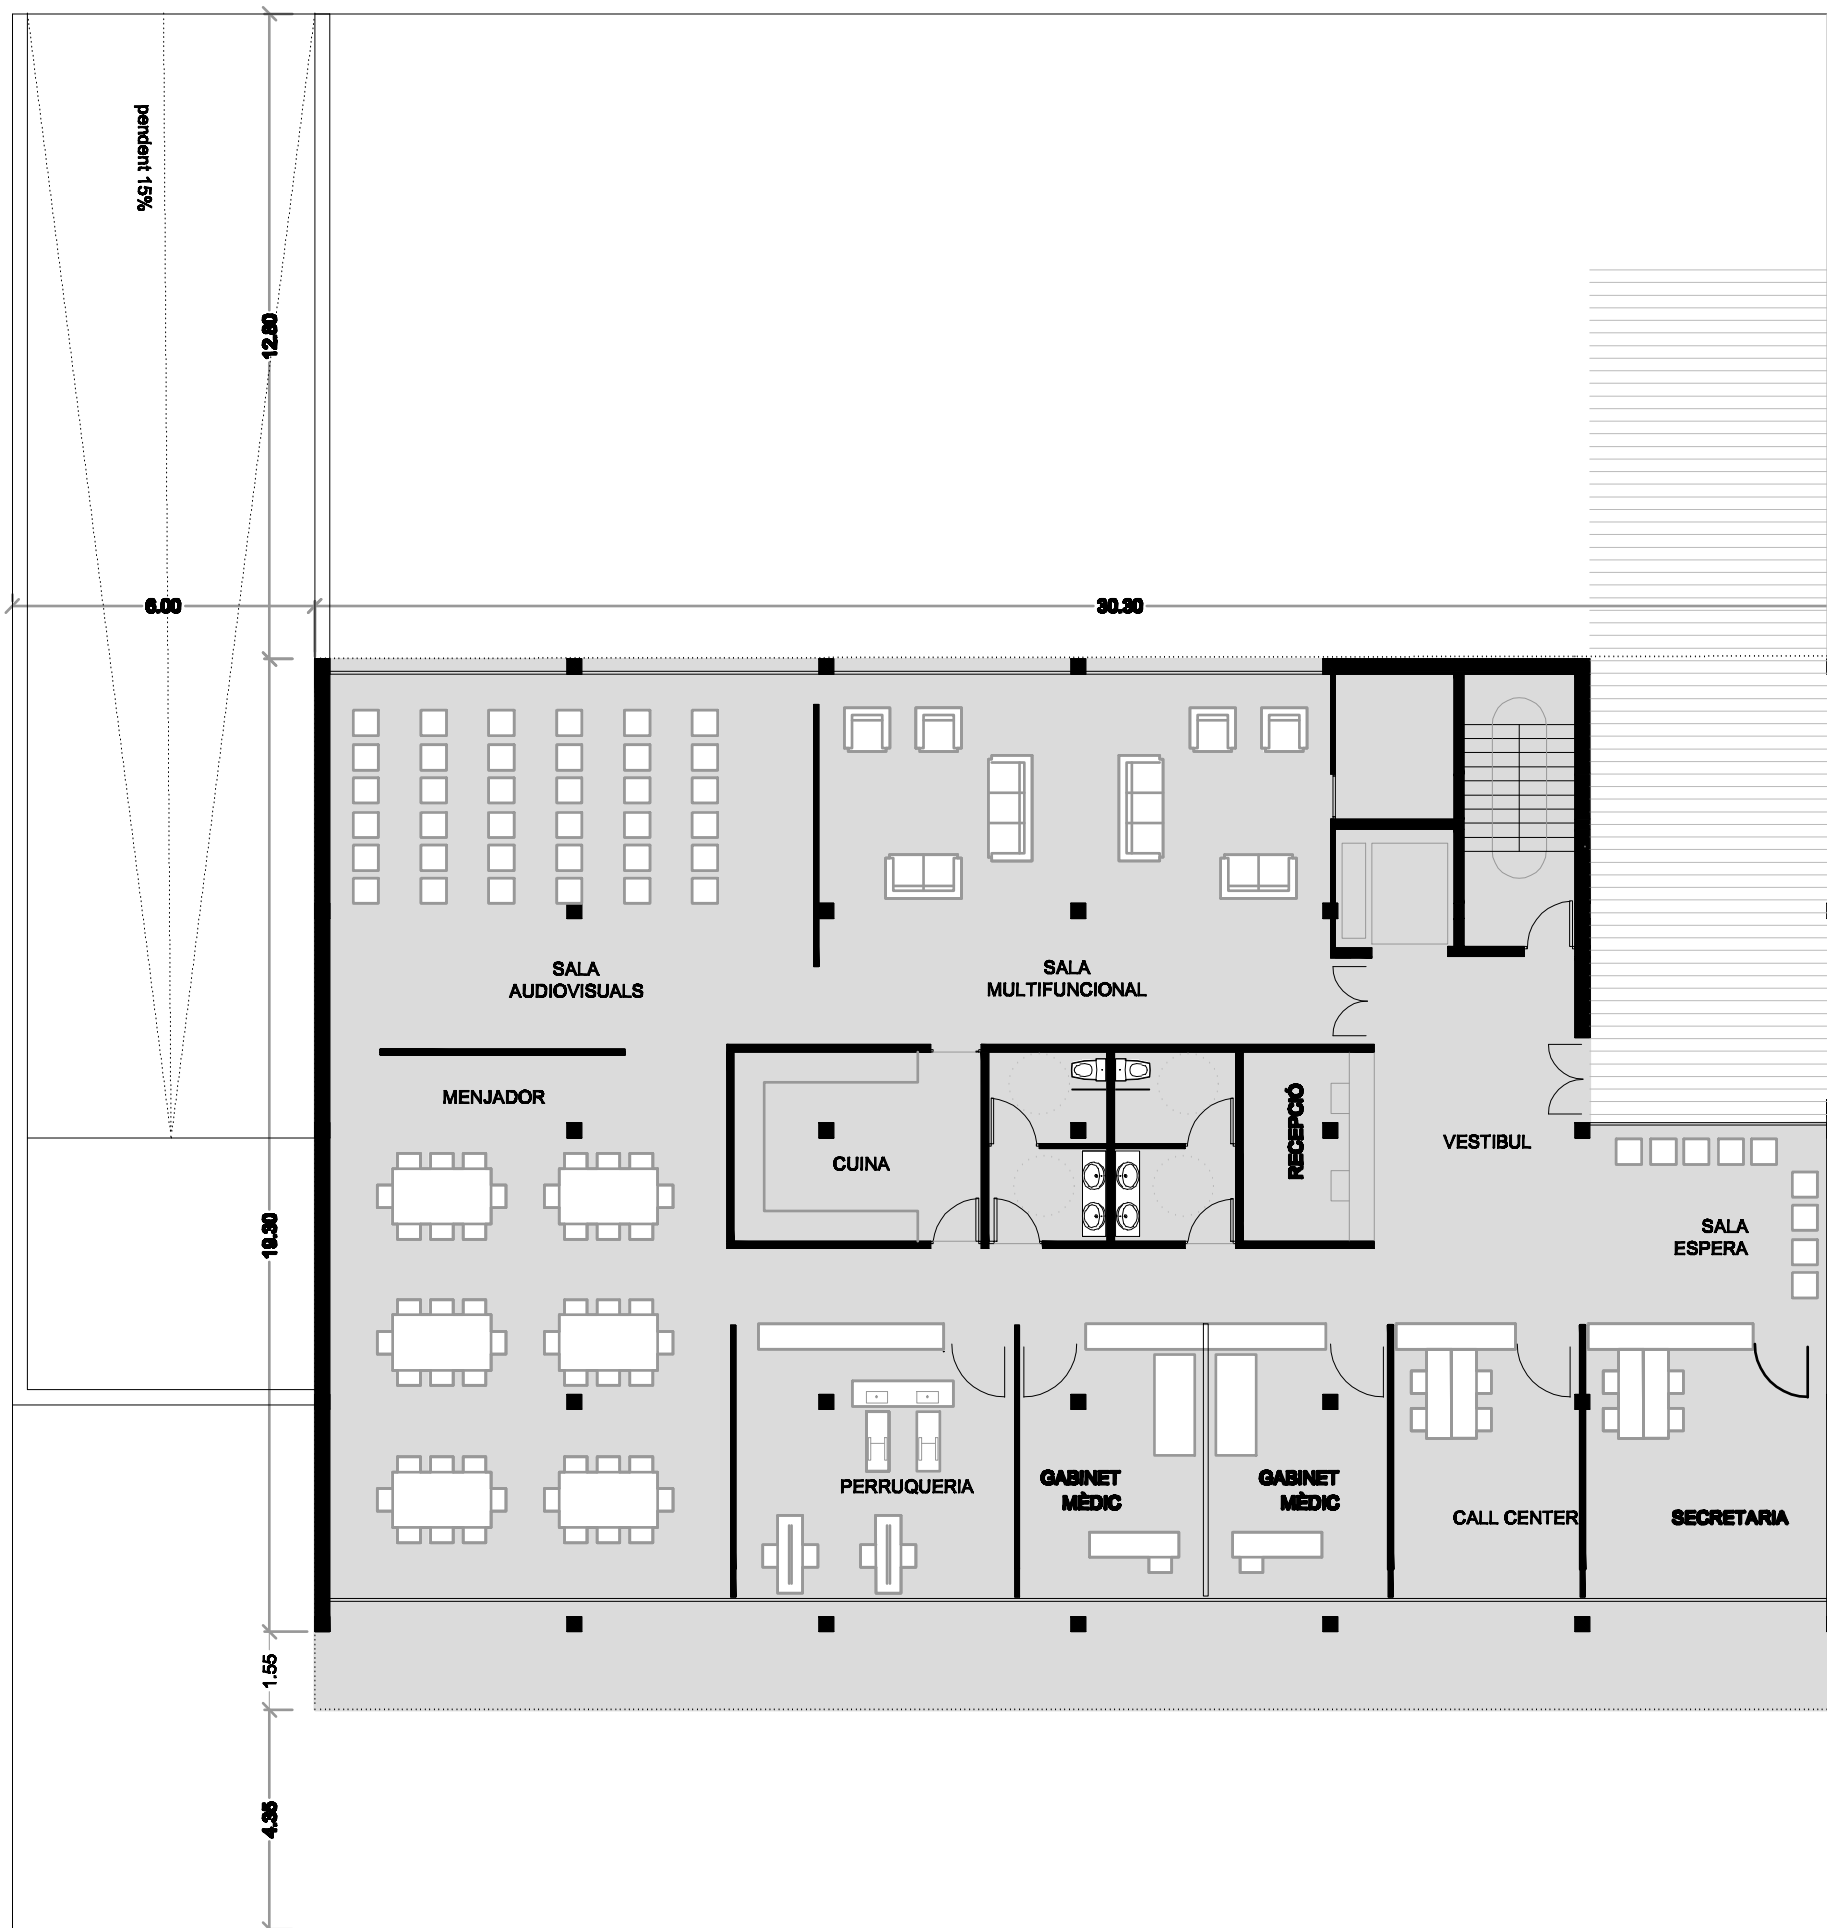 pendent 15%
12.80
6.00
30.30
SALA
AUDIOVISUALS
SALA
MULTIFUNCIONAL
MENJADOR
CUINA
RECEPCIÓ
VESTIBUL
SALA
ESPERA
19.30
PERRUQUERIA
GABINET
MÈDIC
GABINET
MÈDIC
CALL CENTER
SECRETARIA
1.55
4.35